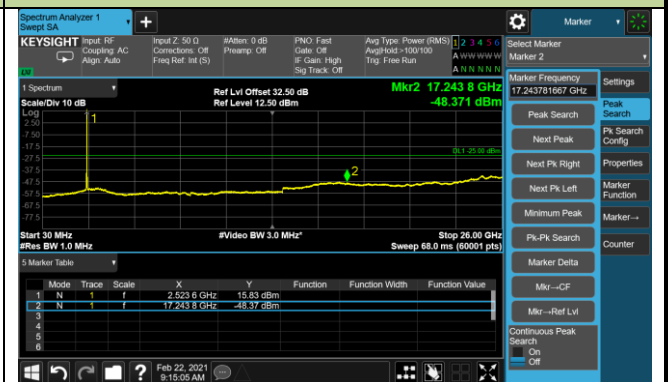 Spectrum Analyzer 1
Swept SA
+
Marker
KEYSIGHT
Input: RF
Coupling: AC
Align: Auto
Input Z: 50 Ω
Corrections: Off
Freq Ref: Int (S)
#Atten: 0 dB
Preamp: Off
PNO: Fast
Gate: Off
IF Gain: High
Sig Track: Off
Avg Type: Power (RMS)
Avg|Hold:>100/100
Trig: Free Run
1 2 3 4 5 6
A W W W W W
A N N N N N
LXI
Select Marker
Marker 2
1 Spectrum
Scale/Div 10 dB
Log
Ref Lvl Offset 32.50 dB
Ref Level 12.50 dBm
Mkr2 17.243 8 GHz
-48.371 dBm
2.50
-7.50
-17.5
-27.5
-37.5
-47.5
-57.5
-67.5
-77.5
1
2
DL1 -25.00 dBm
Start 30 MHz
#Res BW 1.0 MHz
#Video BW 3.0 MHz*
Stop 26.00 GHz
Sweep 68.0 ms (60001 pts)
5 Marker Table
Mode Trace Scale X Y Function Function Width Function Value
1 N 1 f 2.523 6 GHz 15.83 dBm
2 N 1 f 17.243 8 GHz -48.37 dBm
3
4
5
6
Marker Frequency
17.243781667 GHz
Peak Search
Next Peak
Next Pk Right
Next Pk Left
Minimum Peak
Pk-Pk Search
Marker Delta
Mkr→CF
Mkr→Ref Lvl
Continuous Peak
Search
On
Off
Settings
Peak
Search
Pk Search
Config
Properties
Marker
Function
Marker→
Counter
?
Feb 22, 2021
9:15:05 AM